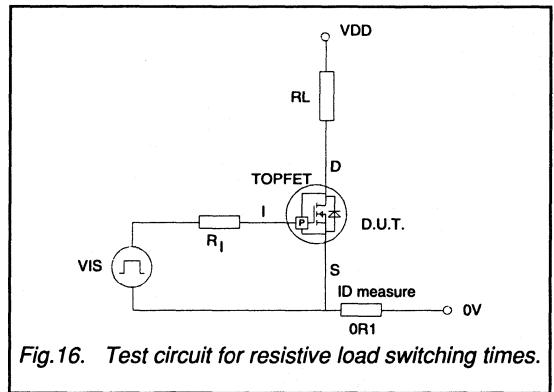 VDD
RL
D
TOPFET
I
P
D.U.T.
RI
VIS
S
ID measure
0V
0R1
Fig.16. Test circuit for resistive load switching times.